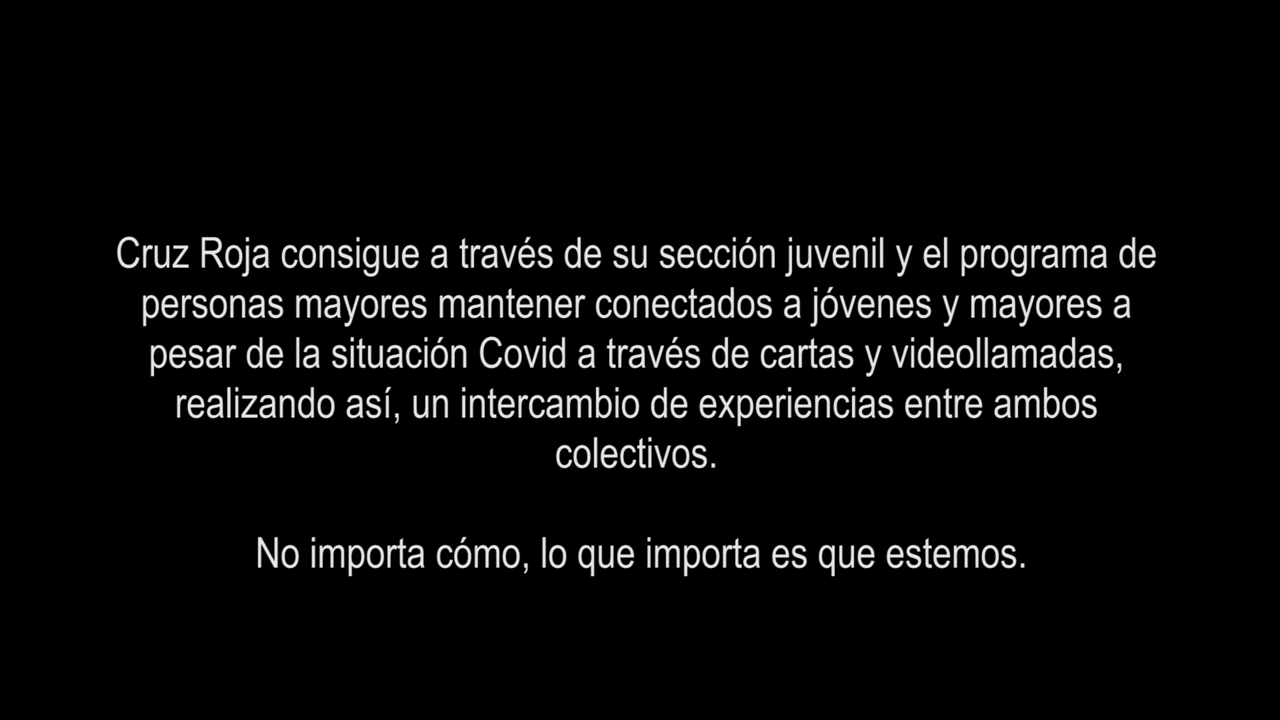 Cruz Roja consigue a través de su sección juvenil y el programa de
personas mayores mantener conectados a jóvenes y mayores a
pesar de la situación Covid a través de cartas y videollamadas,
realizando así, un intercambio de experiencias entre ambos
colectivos.
No importa cómo, lo que importa es que estemos.